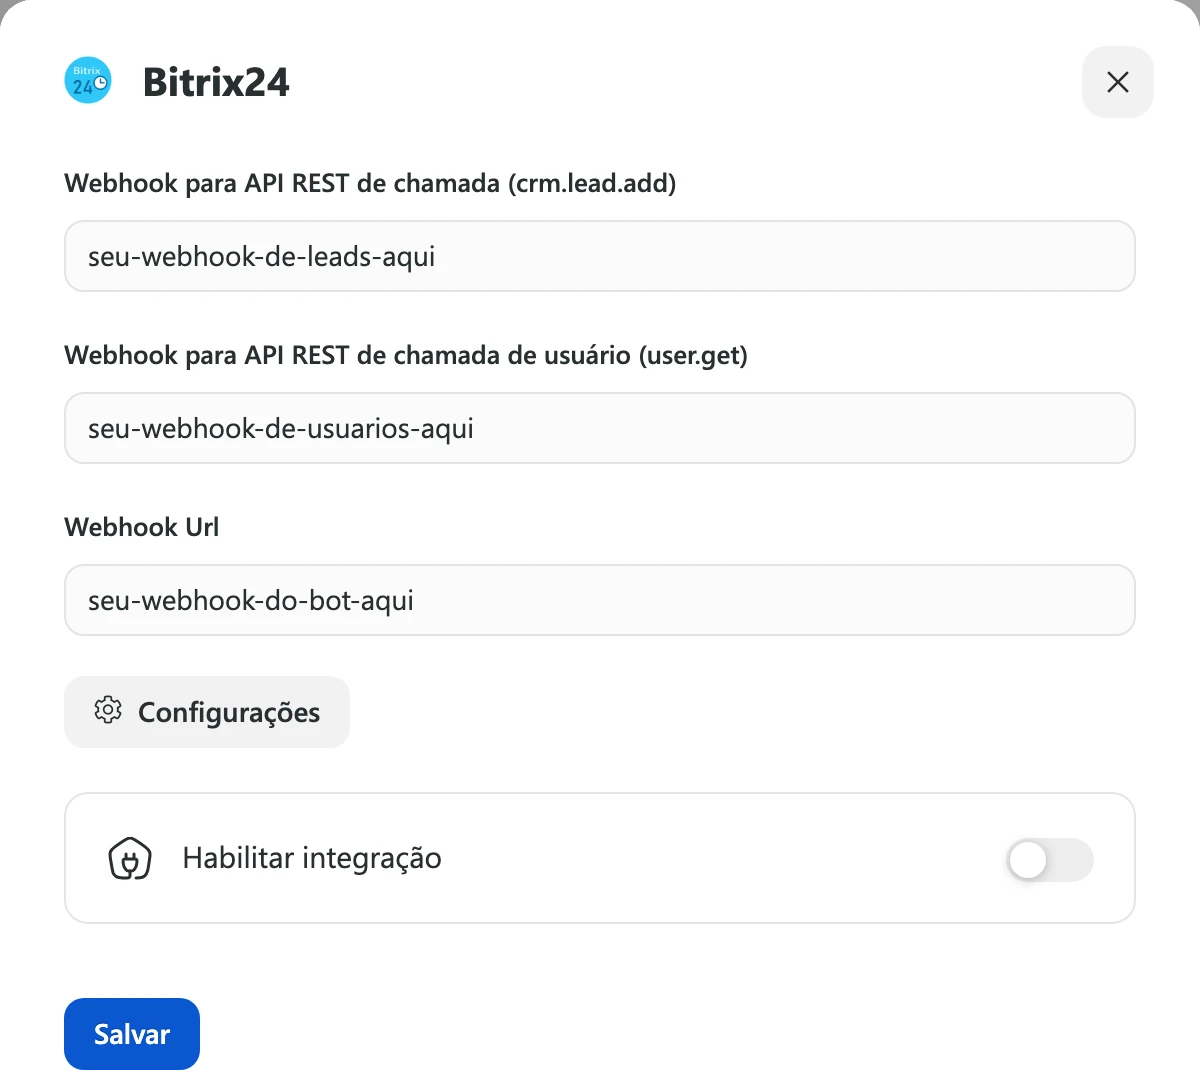 Bitrix
24
Bitrix24
Webhook para API REST de chamada (crm.lead.add)
seu-webhook-de-leads-aqui
Webhook para API REST de chamada de usuário (user.get)
seu-webhook-de-usuarios-aqui
Webhook Url
seu-webhook-do-bot-aqui
Configurações
Habilitar integração
Salvar